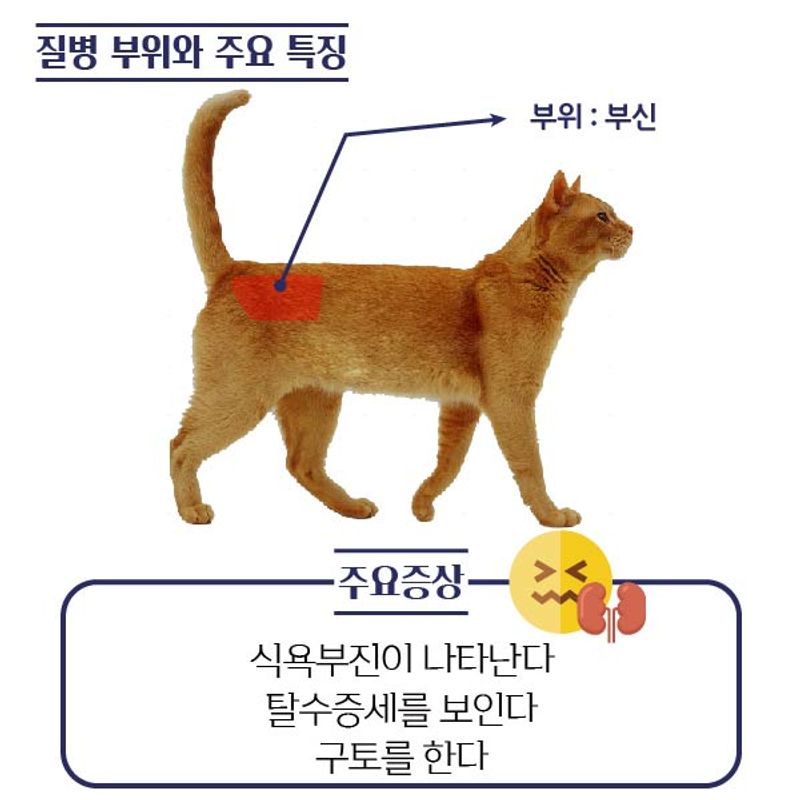 질병 부위와 주요 특징
부위 : 부신
주요증상
식욕부진이 나타난다
탈수증세를 보인다
구토를 한다